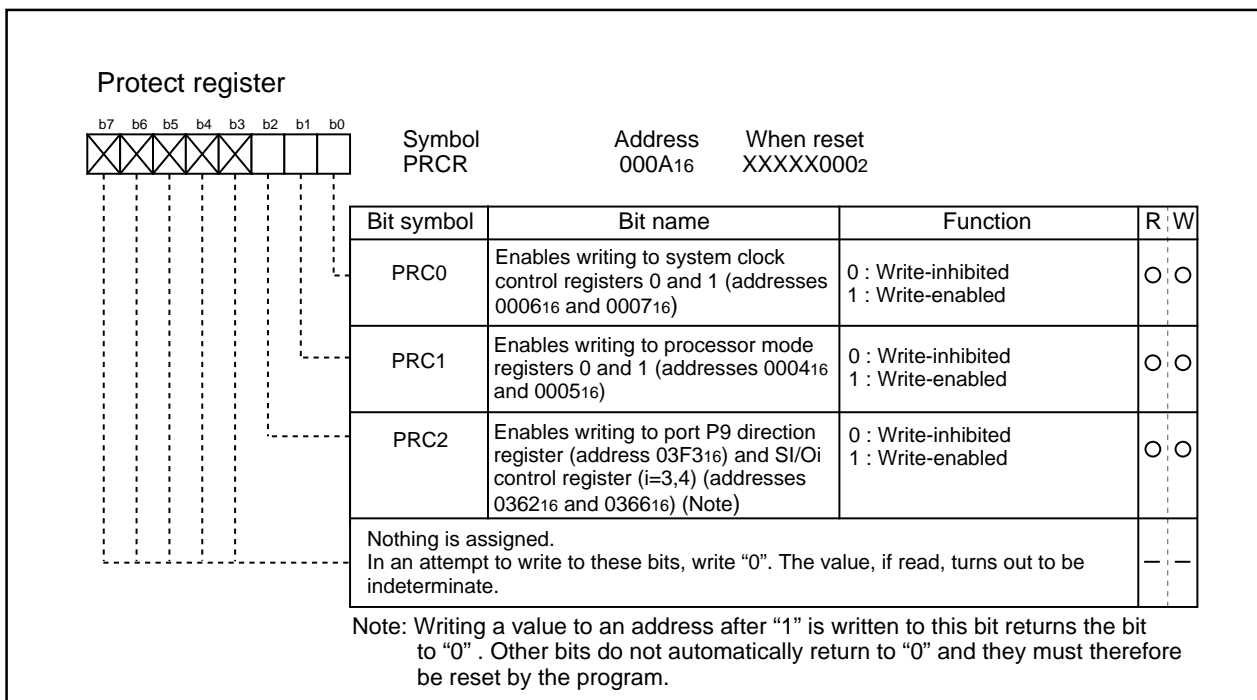 Protect register
b7 b6 b5 b4 b3 b2 b1 b0
Symbol Address When reset
PRCR 000A16 XXXXX0002
Bit symbol Bit name Function R W
PRC0
Enables writing to system clock
control registers 0 and 1 (addresses
000616 and 000716)
0 : Write-inhibited
1 : Write-enabled
PRC1
Enables writing to processor mode
registers 0 and 1 (addresses 000416
and 000516)
0 : Write-inhibited
1 : Write-enabled
PRC2
Enables writing to port P9 direction
register (address 03F316) and SI/Oi
control register (i=3,4) (addresses
036216 and 036616) (Note)
0 : Write-inhibited
1 : Write-enabled
Nothing is assigned.
In an attempt to write to these bits, write “0”. The value, if read, turns out to be
indeterminate.
Note: Writing a value to an address after “1” is written to this bit returns the bit
to “0” . Other bits do not automatically return to “0” and they must therefore
be reset by the program.